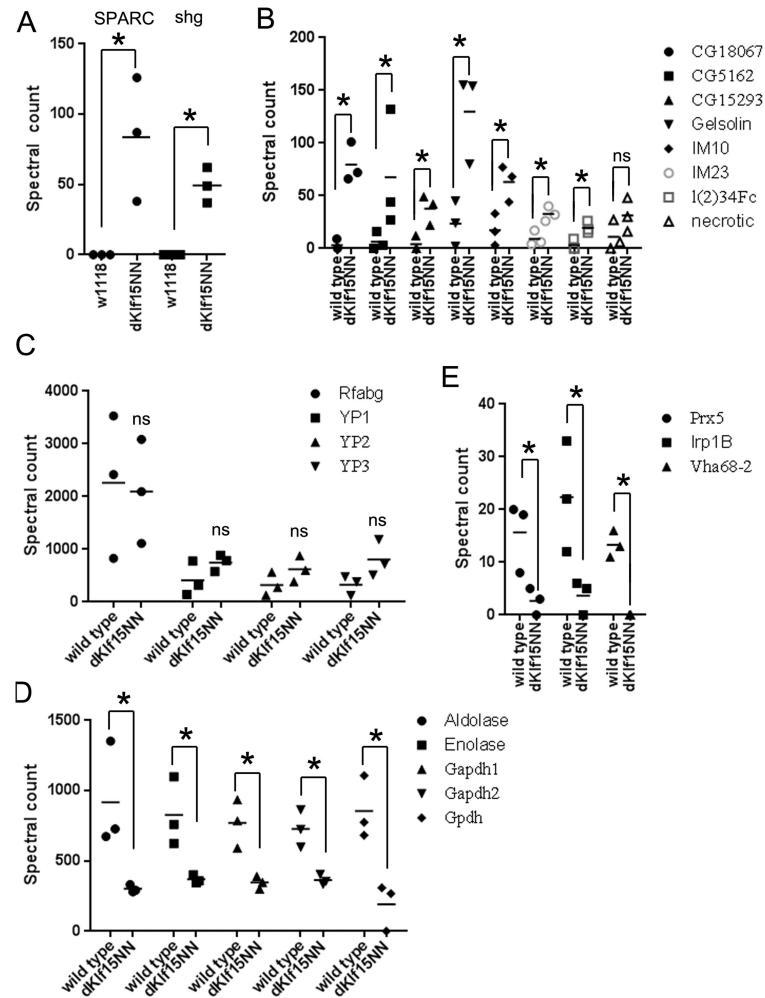 A
SPARC shg
Spectral count
150
100
50
0
*
*
w1118
dKlf15NN
w1118
dKlf15NN
B
Spectral count
200
150
100
50
0
*
*
*
*
*
*
*
ns
wild type
dKlf15NN
wild type
dKlf15NN
wild type
dKlf15NN
wild type
dKlf15NN
wild type
dKlf15NN
wild type
dKlf15NN
wild type
dKlf15NN
wild type
dKlf15NN
CG18067
CG5162
CG15293
Gelsolin
IM10
IM23
l(2)34Fc
necrotic
C
Spectral count
4000
3000
2000
1000
0
ns
ns
ns
ns
wild type
dKlf15NN
wild type
dKlf15NN
wild type
dKlf15NN
wild type
dKlf15NN
Rfabg
YP1
YP2
YP3
E
Spectral count
40
30
20
10
0
*
*
*
wild type
dKlf15NN
wild type
dKlf15NN
wild type
dKlf15NN
Prx5
Irp1B
Vha68-2
D
Spectral count
1500
1000
500
0
*
*
*
*
*
wild type
dKlf15NN
wild type
dKlf15NN
wild type
dKlf15NN
wild type
dKlf15NN
wild type
dKlf15NN
Aldolase
Enolase
Gapdh1
Gapdh2
Gpdh